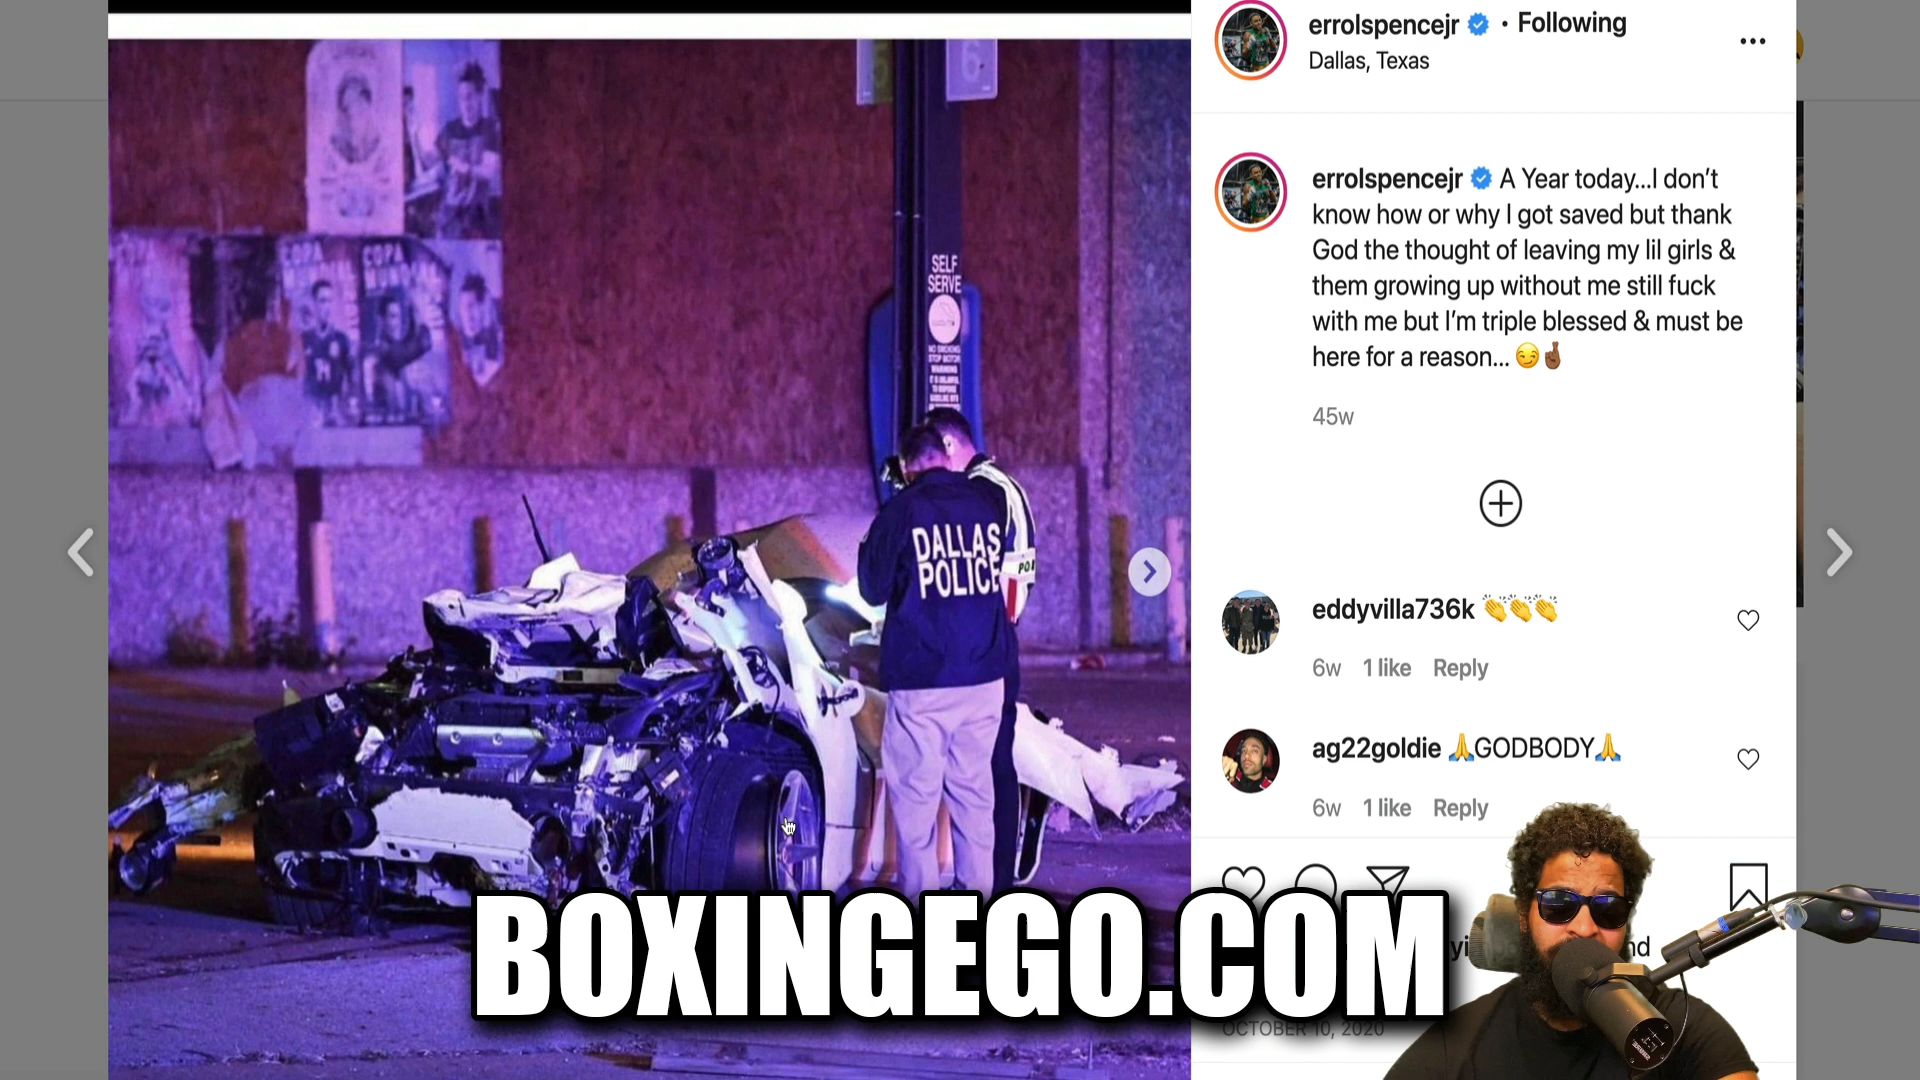 errolspencejr • Following
Dallas, Texas
errolspencejr A Year today...I don't
know how or why I got saved but thank
God the thought of leaving my lil girls &
them growing up without me still fuck
with me but I'm triple blessed & must be
here for a reason... 😏🤞🏾
45w
eddyvilla736k 👏👏👏
6w 1 like Reply
ag22goldie 🙏GODBODY🙏
6w 1 like Reply
OCTOBER 10, 2020
SELF
SERVE
COPA
COPA
DALLAS
POLICE
BOXINGEGO.COM